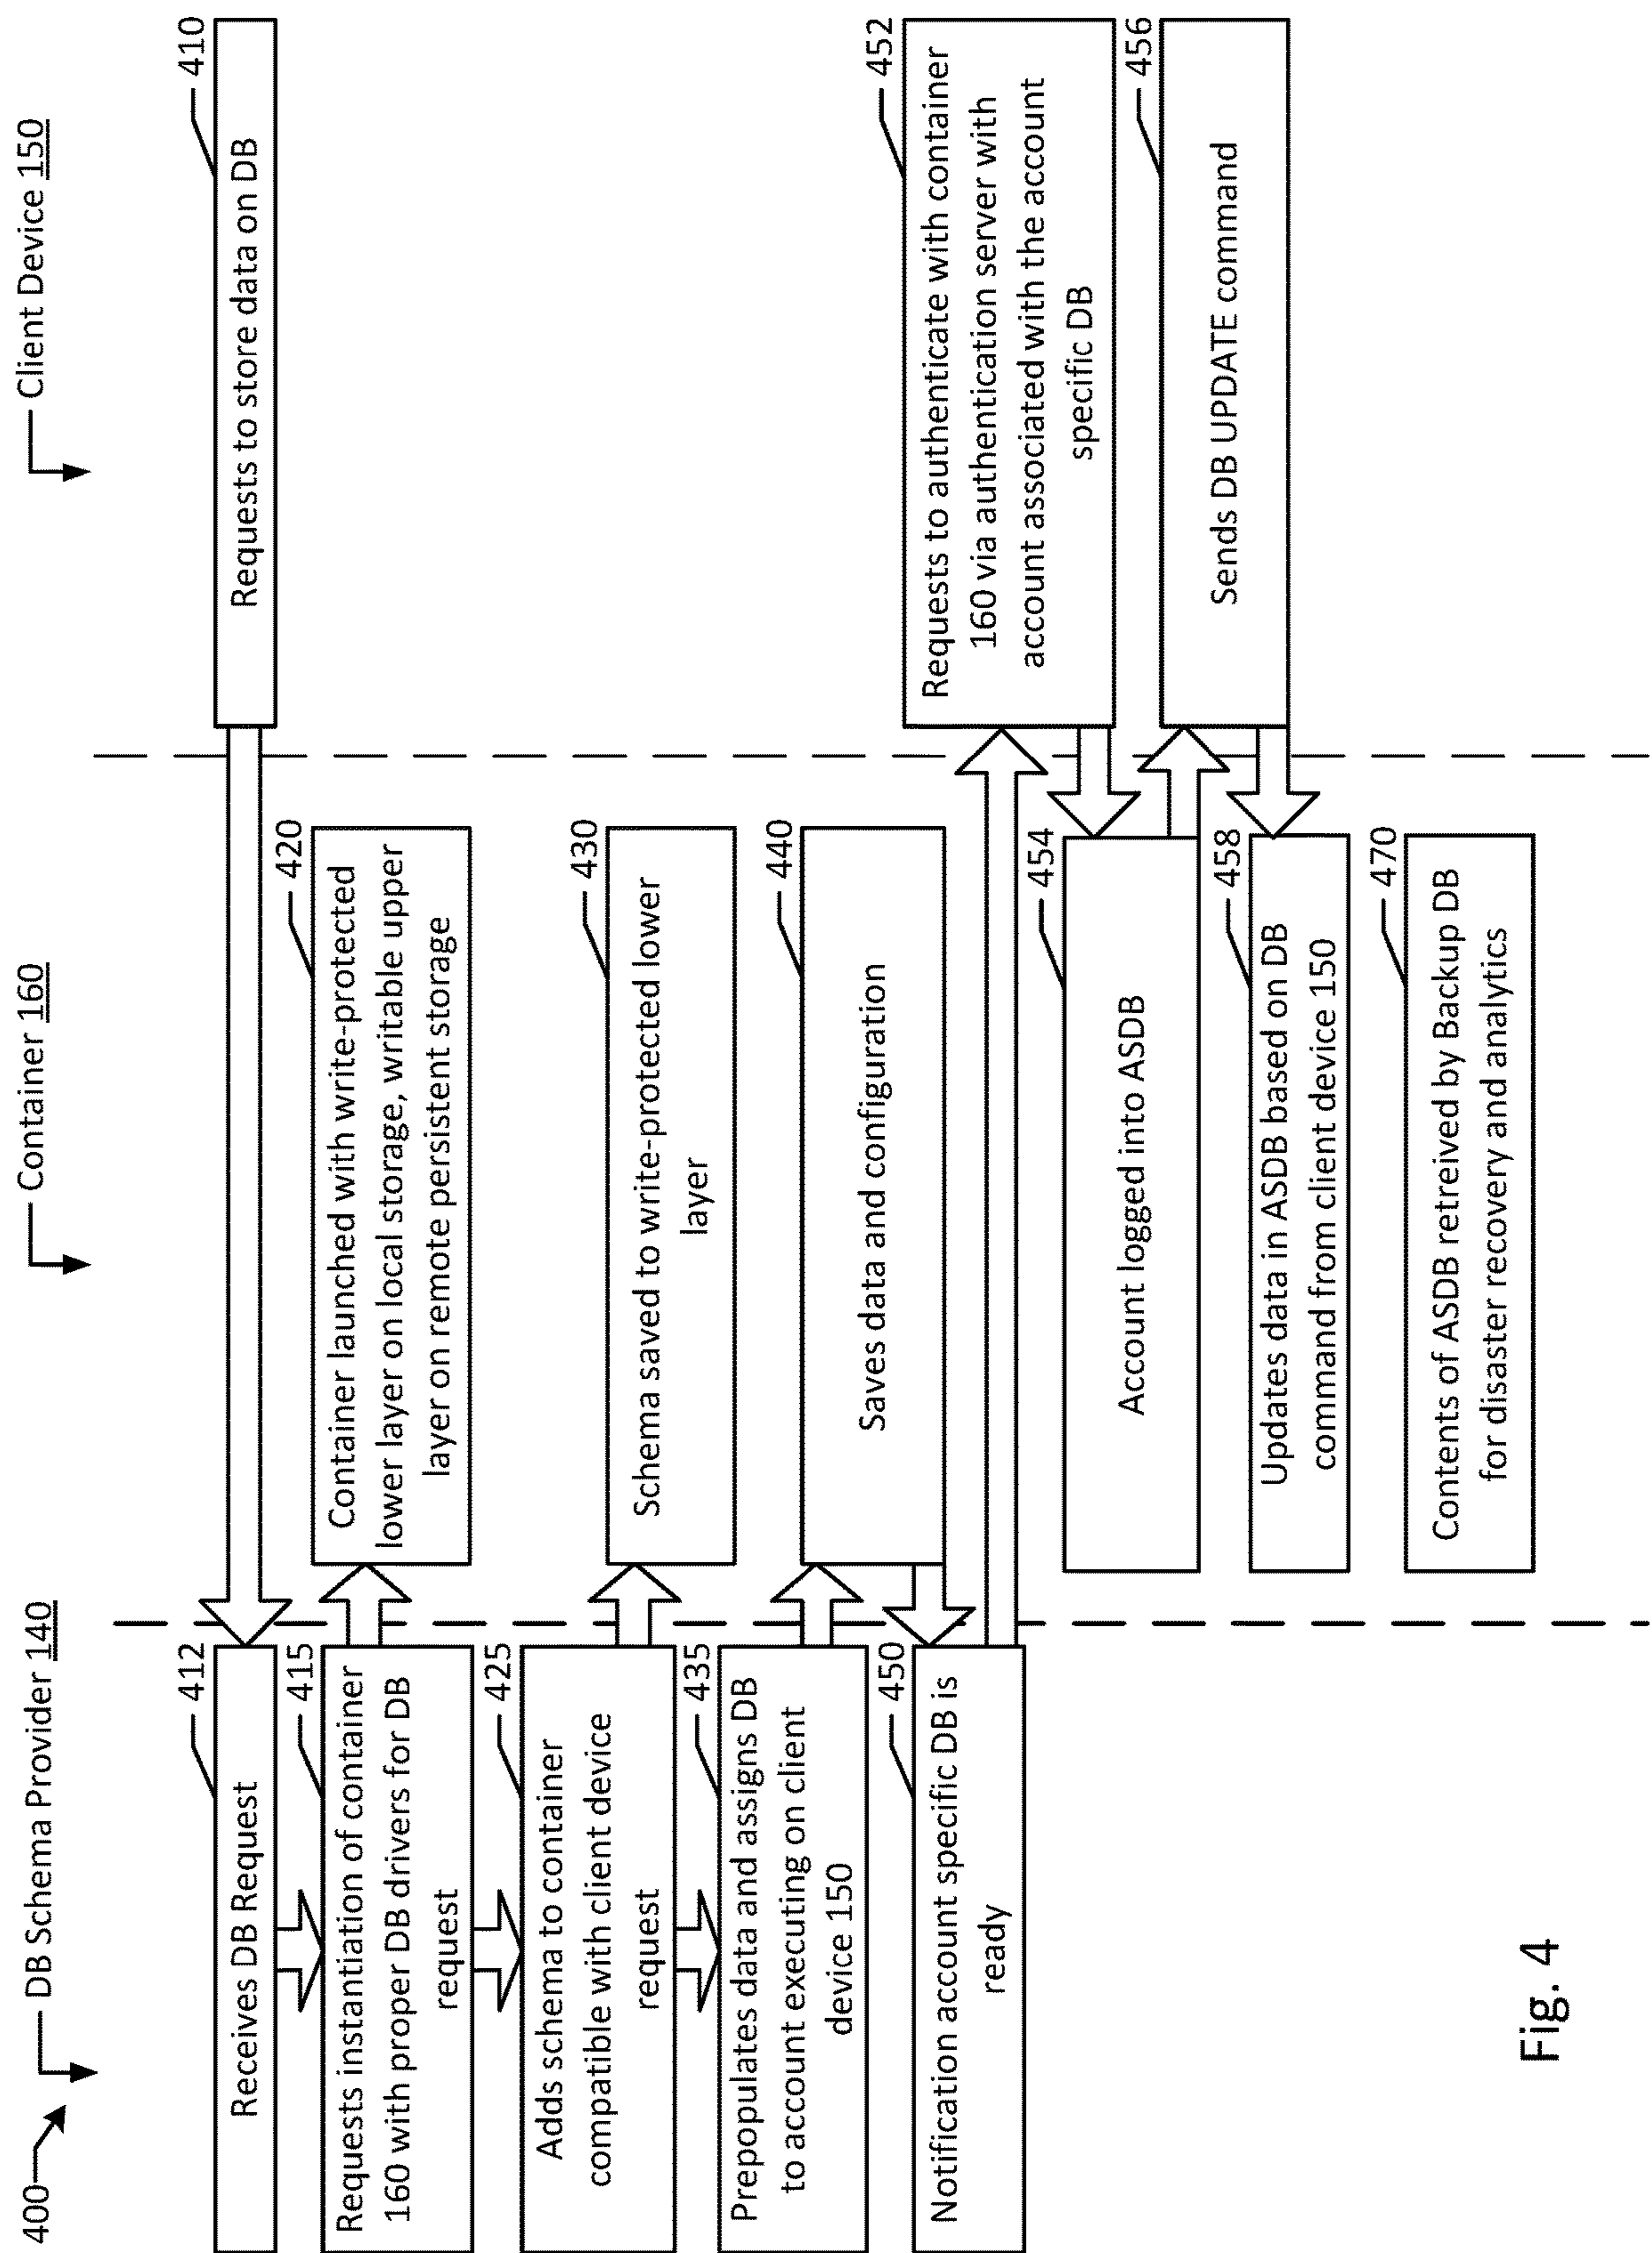 400
DB Schema Provider 140
Container 160
Client Device 150
410
Requests to store data on DB
412
Receives DB Request
415
Requests instantiation of container
160 with proper DB drivers for DB
request
420
Container launched with write-protected
lower layer on local storage, writable upper
layer on remote persistent storage
425
Adds schema to container
compatible with client device
request
430
Schema saved to write-protected lower
layer
435
Prepopulates data and assigns DB
to account executing on client
device 150
440
Saves data and configuration
450
Notification account specific DB is
ready
452
Requests to authenticate with container
160 via authentication server with
account associated with the account
specific DB
454
Account logged into ASDB
456
Sends DB UPDATE command
458
Updates data in ASDB based on DB
command from client device 150
470
Contents of ASDB retreived by Backup DB
for disaster recovery and analytics
Fig. 4